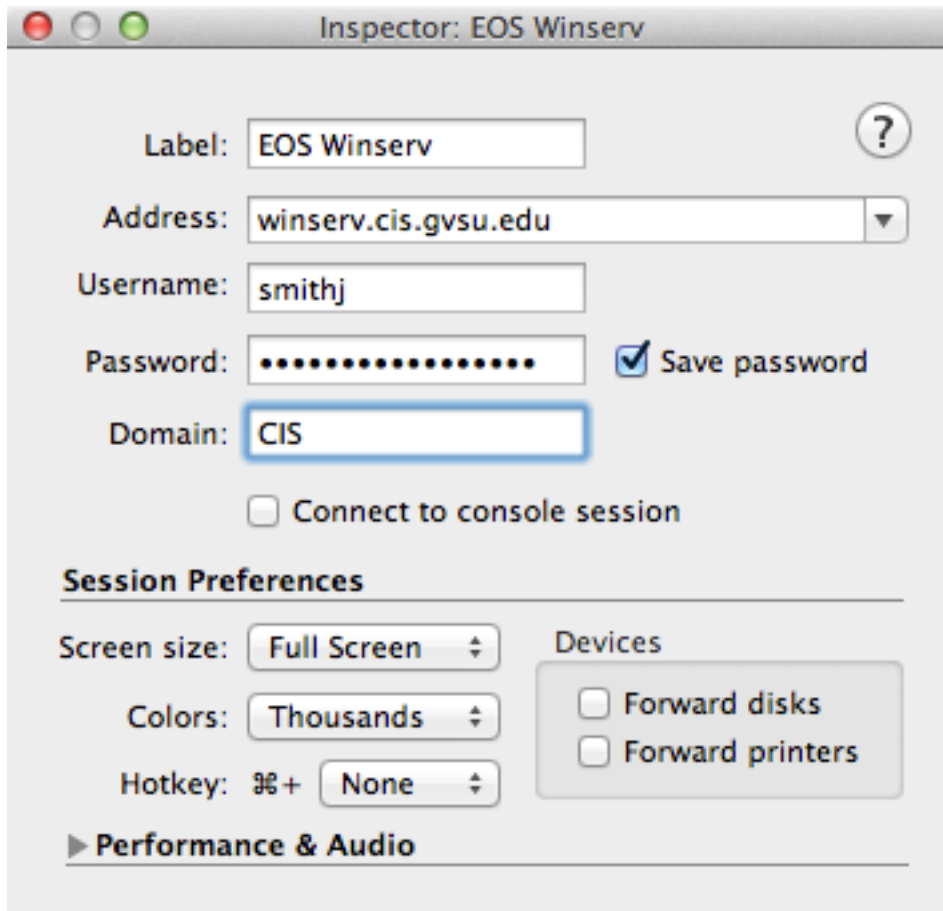 Inspector: EOS Winserv
?
Label: EOS Winserv
Address: winserv.cis.gvsu.edu
Username: smithj
Password: •••••••••••••••••
Save password
Domain: CIS
Connect to console session
Session Preferences
Screen size: Full Screen
Devices
Forward disks
Colors: Thousands
Forward printers
Hotkey: ⌘+ None
Performance & Audio